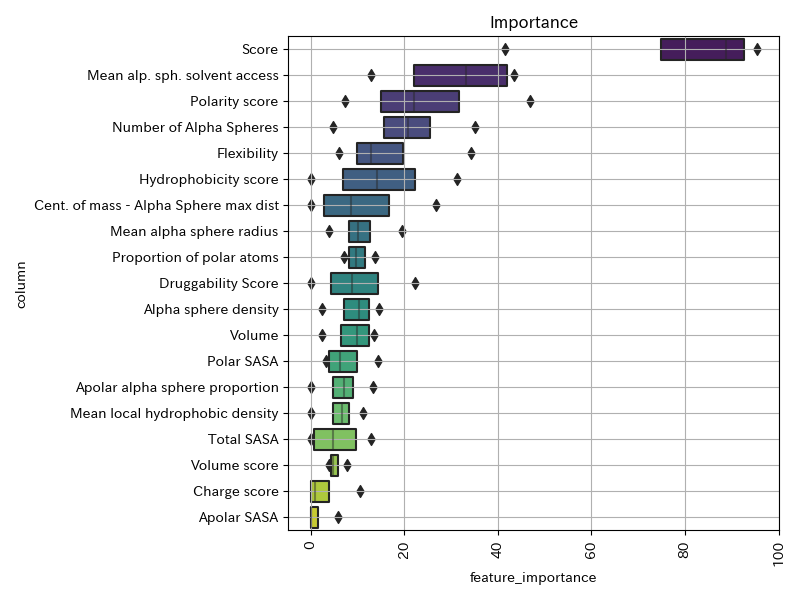 Importance
Score
Mean alp. sph. solvent access
Polarity score
Number of Alpha Spheres
Flexibility
Hydrophobicity score
Cent. of mass - Alpha Sphere max dist
Mean alpha sphere radius
Proportion of polar atoms
Druggability Score
Alpha sphere density
Volume
Polar SASA
Apolar alpha sphere proportion
Mean local hydrophobic density
Total SASA
Volume score
Charge score
Apolar SASA
column
0 20 40 60 80 100
feature_importance